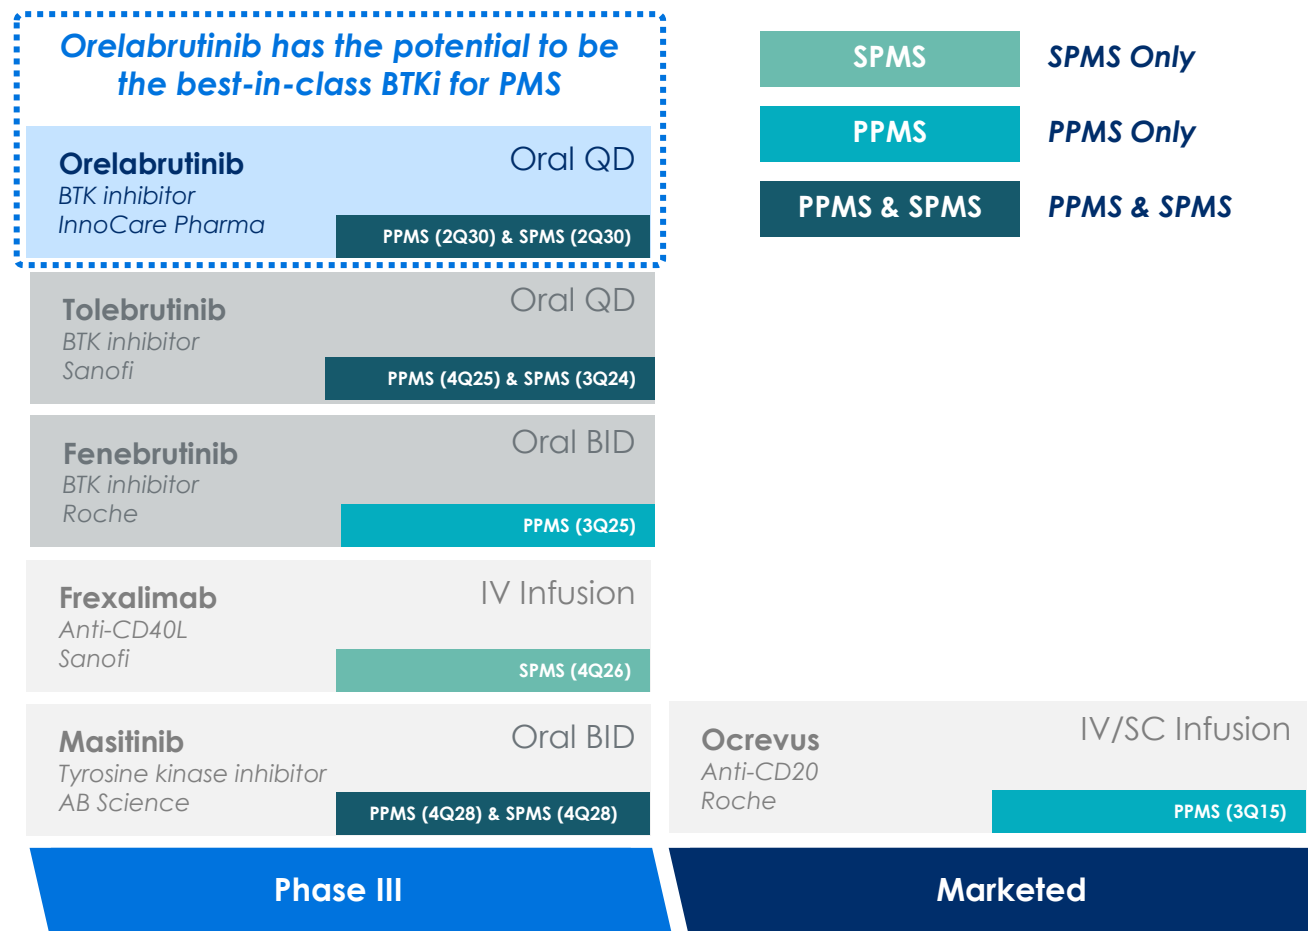 Orelabrutinib has the potential to be
the best-in-class BTKi for PMS
Orelabrutinib
Oral QD
BTK inhibitor
InnoCare Pharma
PPMS (2Q30) & SPMS (2Q30)
Tolebrutinib
Oral QD
BTK inhibitor
Sanofi
PPMS (4Q25) & SPMS (3Q24)
Fenebrutinib
Oral BID
BTK inhibitor
Roche
PPMS (3Q25)
Frexalimab
IV Infusion
Anti-CD40L
Sanofi
SPMS (4Q26)
Masitinib
Oral BID
Tyrosine kinase inhibitor
AB Science
PPMS (4Q28) & SPMS (4Q28)
Phase III
SPMS
SPMS Only
PPMS
PPMS Only
PPMS & SPMS
PPMS & SPMS
Ocrevus
IV/SC Infusion
Anti-CD20
Roche
PPMS (3Q15)
Marketed